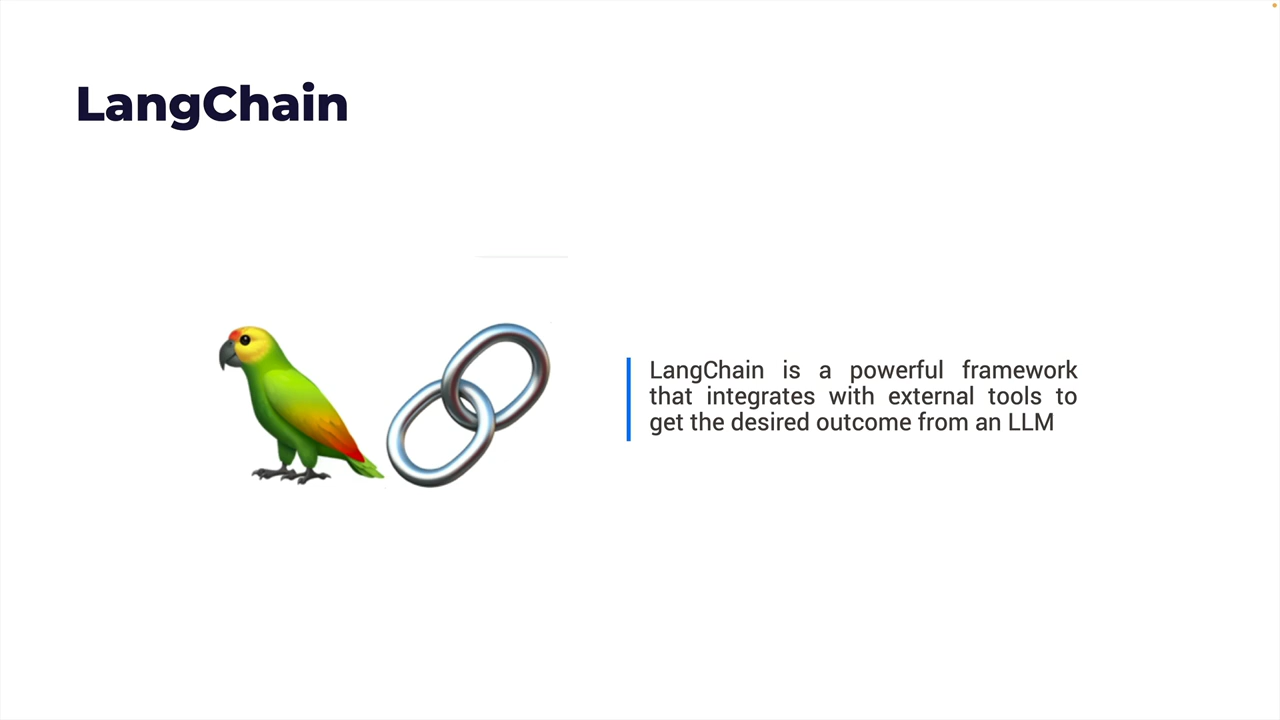 LangChain
LangChain is a powerful framework
that integrates with external tools to
get the desired outcome from an LLM